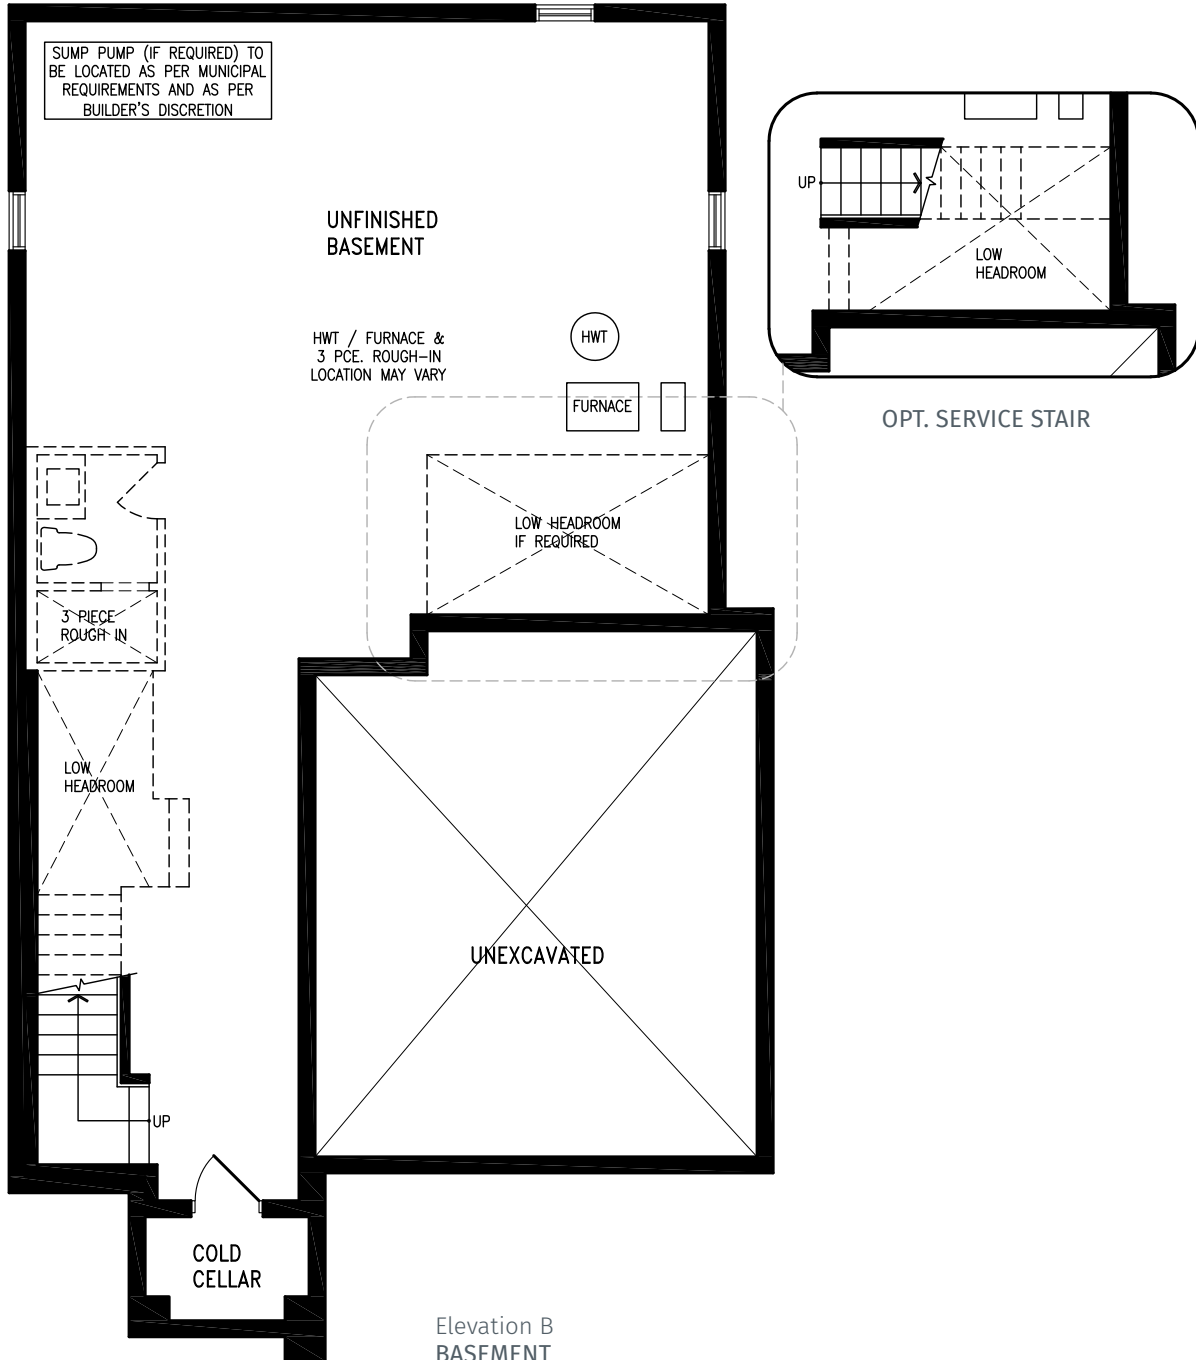 SUMP PUMP (IF REQUIRED) TO
BE LOCATED AS PER MUNICIPAL
REQUIREMENTS AND AS PER
BUILDER'S DISCRETION
UNFINISHED
BASEMENT
HWT / FURNACE &
3 PCE. ROUGH-IN
LOCATION MAY VARY
HWT
FURNACE
UP
LOW
HEADROOM
OPT. SERVICE STAIR
LOW HEADROOM
IF REQUIRED
3 PIECE
ROUGH IN
LOW
HEADROOM
UNEXCAVATED
UP
COLD
CELLAR
Elevation B
BASEMENT